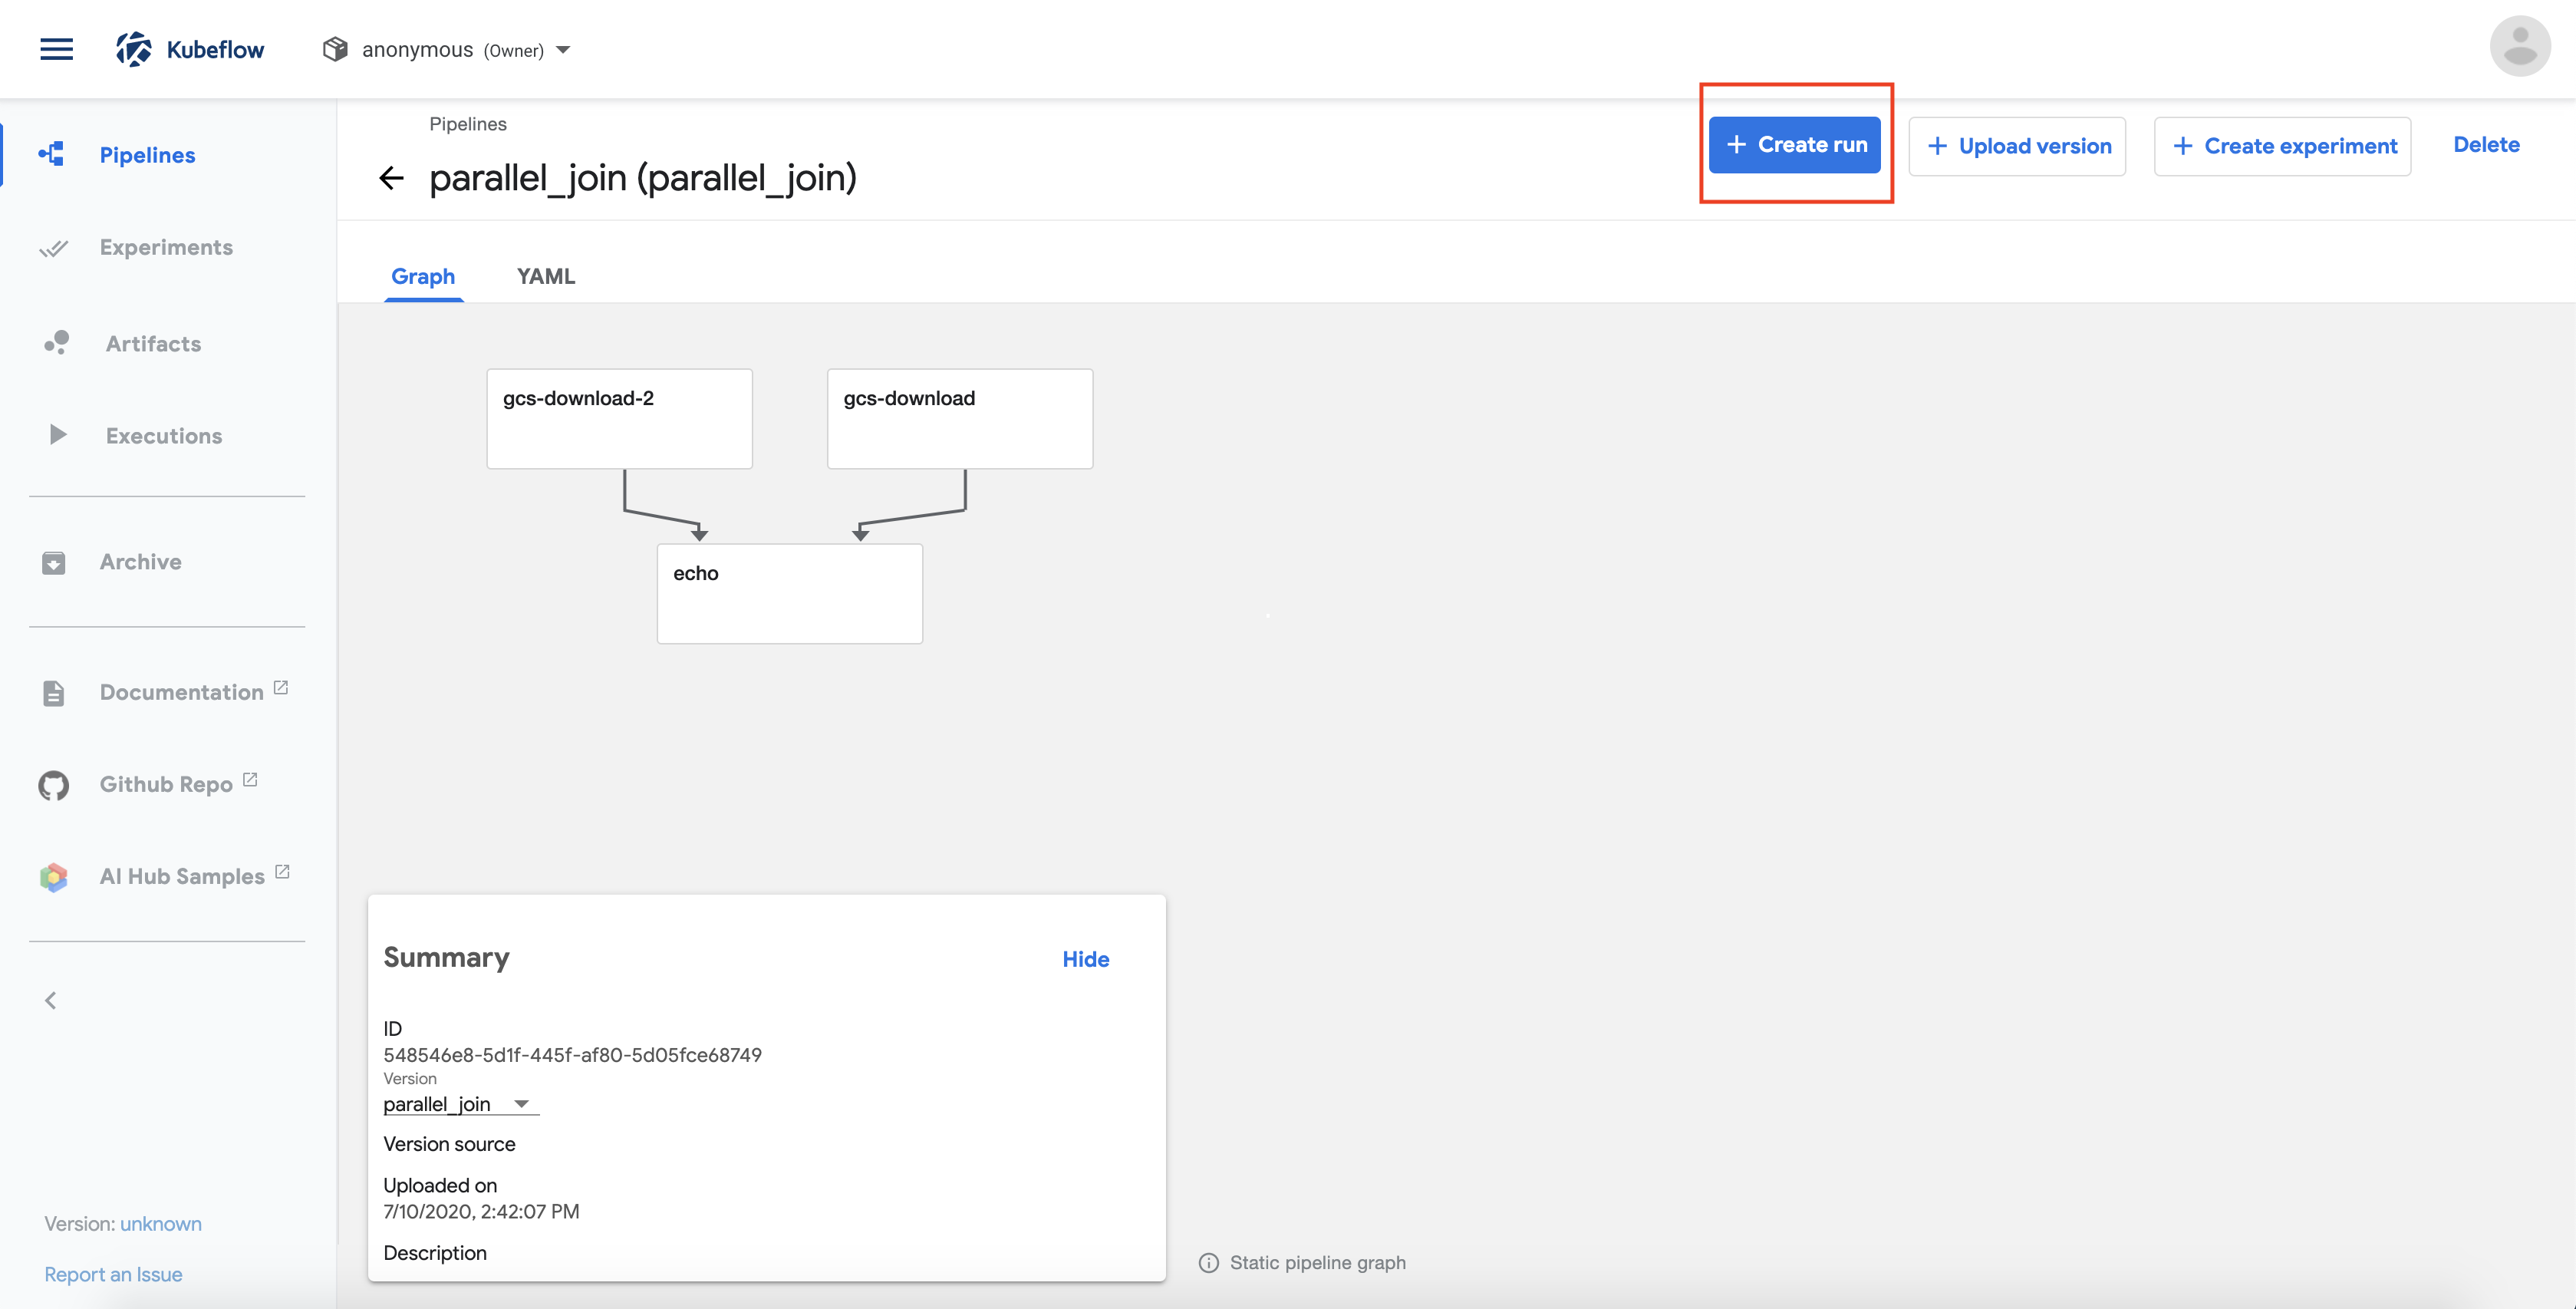 Kubeflow
anonymous (Owner)
Pipelines
Experiments
Artifacts
Executions
Archive
Documentation
Github Repo
AI Hub Samples
Version: unknown
Report an Issue
Pipelines
parallel_join (parallel_join)
+ Create run
+ Upload version
+ Create experiment
Delete
Graph
YAML
gcs-download-2
gcs-download
echo
Summary
Hide
ID
548546e8-5d1f-445f-af80-5d05fce68749
Version
parallel_join
Version source
Uploaded on
7/10/2020, 2:42:07 PM
Description
Static pipeline graph